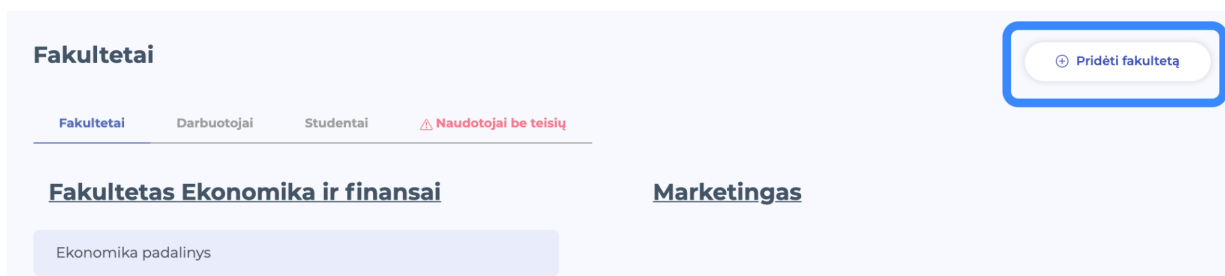 Fakultetai
Pridėti fakultetą
Fakultetai Darbuotojai Studentai Naudotojai be teisių
Fakultetas Ekonomika ir finansai
Marketingas
Ekonomika padalinys